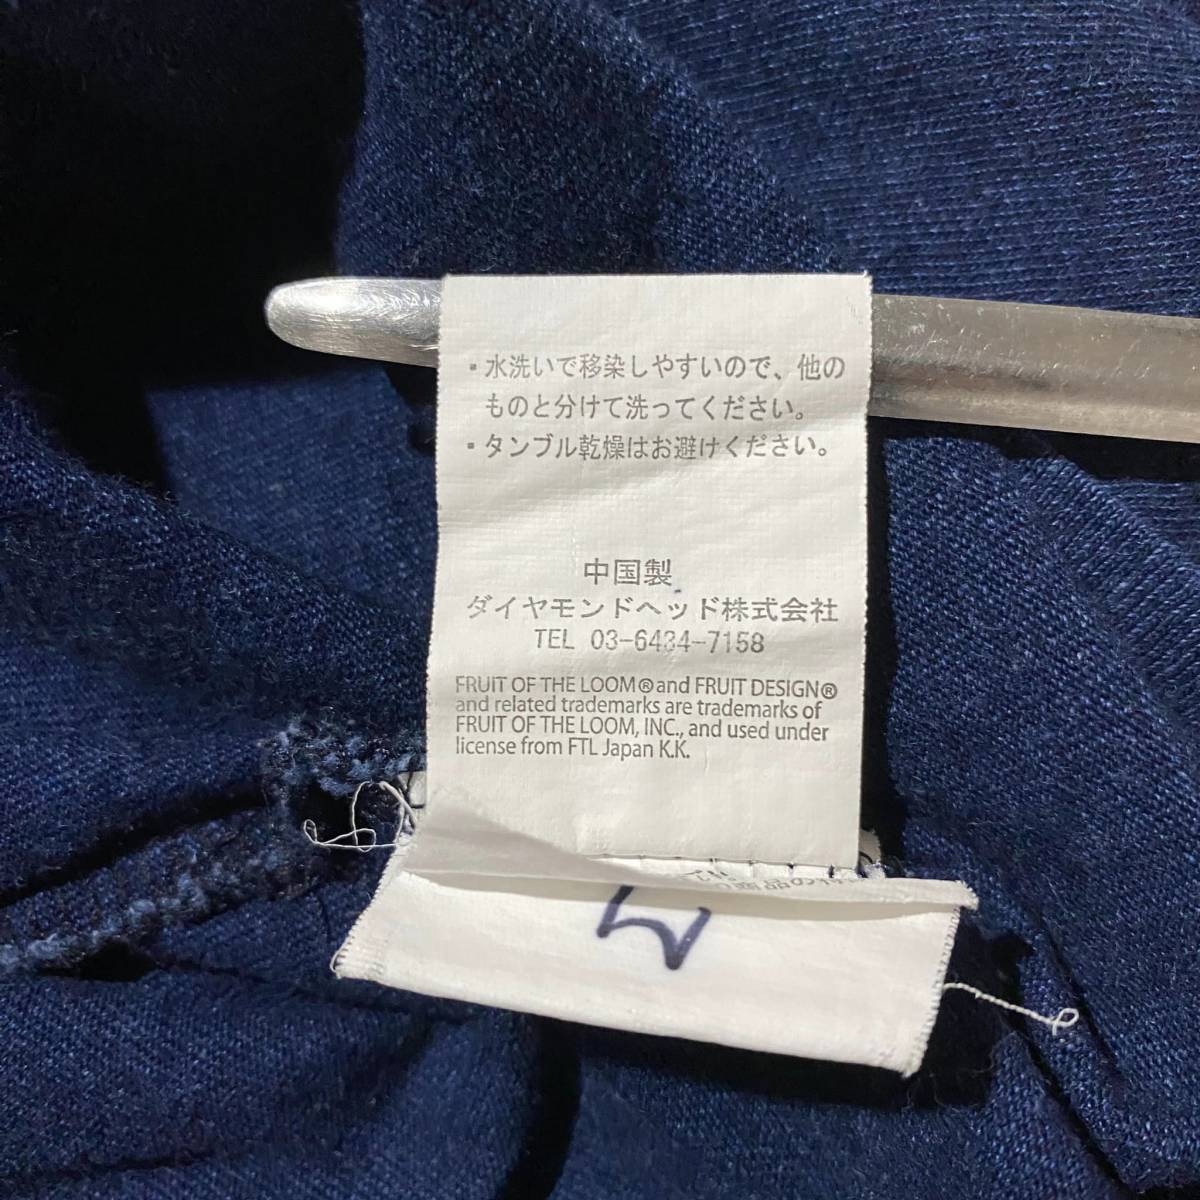 ・水洗いで移染しやすいので、他の
ものと分けて洗ってください。
・タンブル乾燥はお避けください。
中国製
ダイヤモンドヘッド株式会社
TEL 03-6434-7158
FRUIT OF THE LOOM®and FRUIT DESIGN®
and related trademarks are trademarks of
FRUIT OF THE LOOM, INC., and used under
license from FTL Japan K.K.